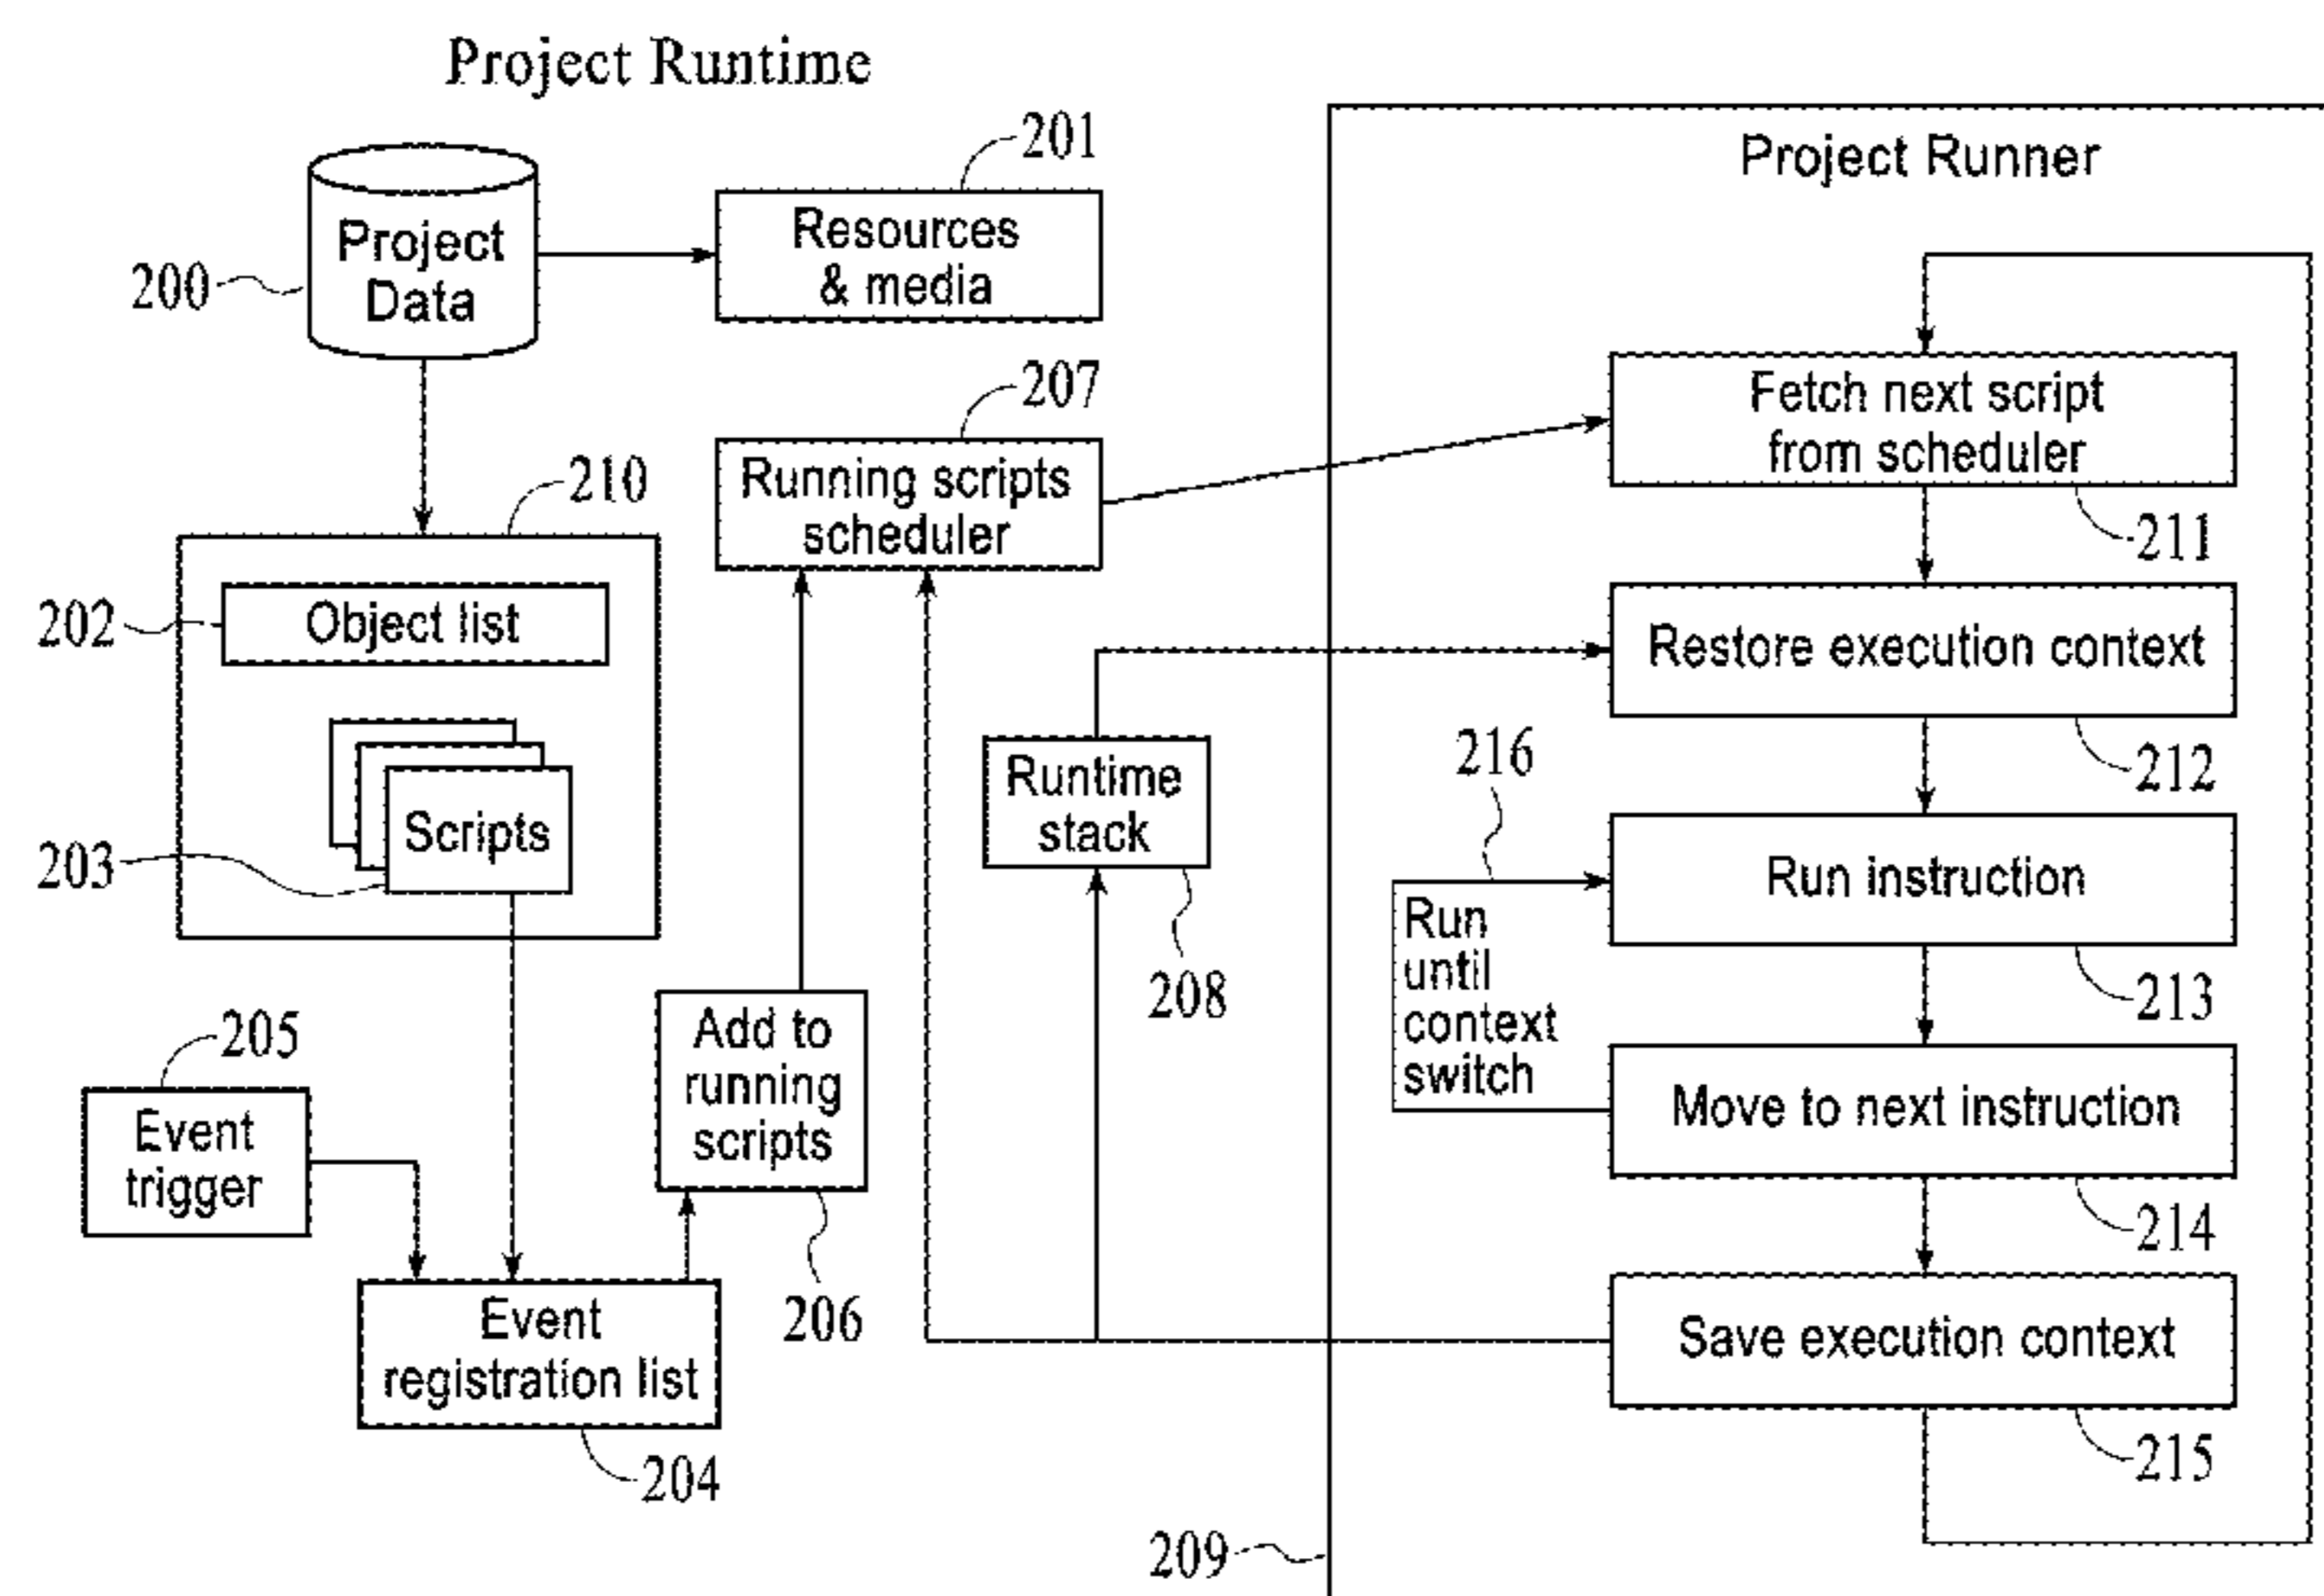 Project Runtime
201
Project Runner
Project
Data
200
Resources
& media
207
Fetch next script
from scheduler
211
210
Running scripts
scheduler
202
Object list
Restore execution context
212
216
Runtime
stack
208
Scripts
203
Run instruction
213
Run
until
context
switch
205
Add to
running
scripts
206
Event
trigger
Move to next instruction
214
Event
registration list
204
Save execution context
215
209